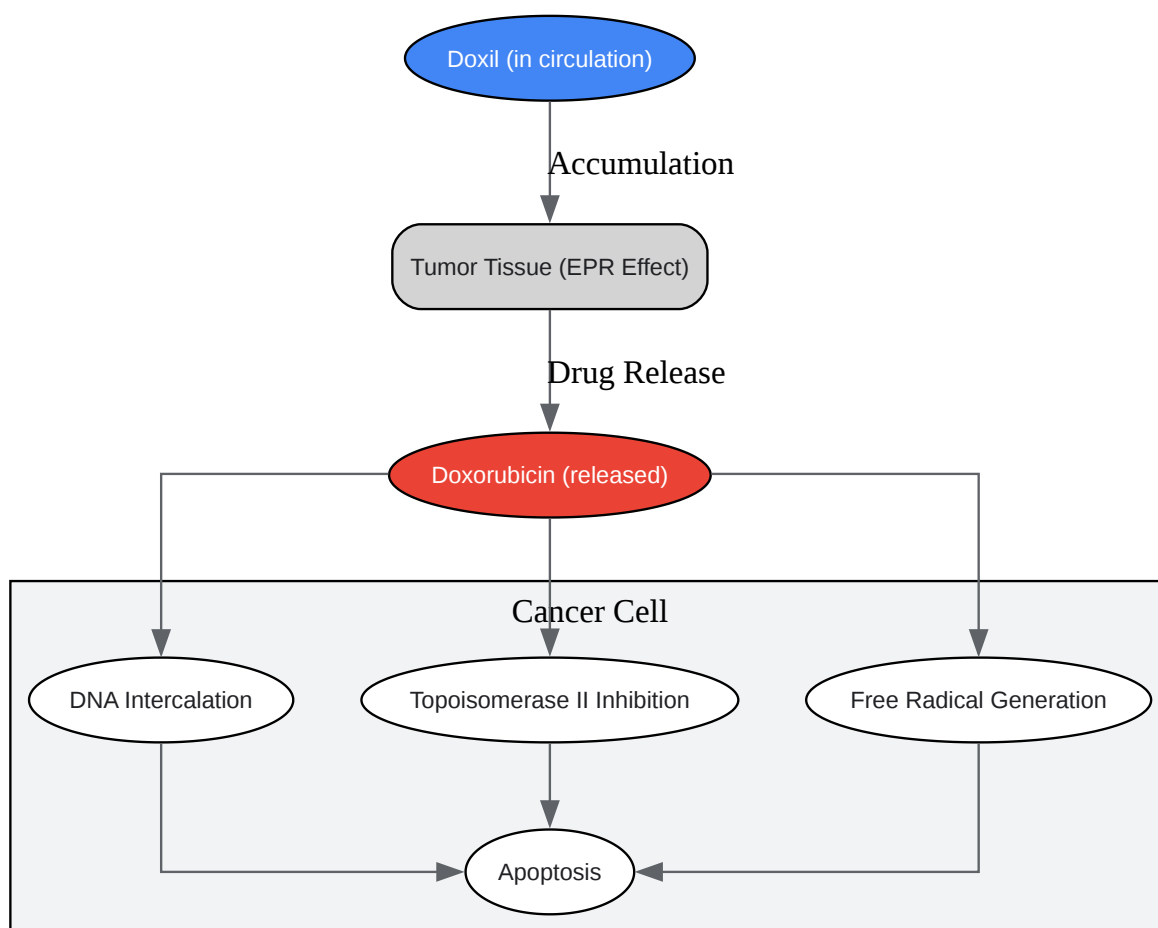 Doxil (in circulation)
Accumulation
Tumor Tissue (EPR Effect)
Drug Release
Doxorubicin (released)
Cancer Cell
DNA Intercalation
Topoisomerase II Inhibition
Free Radical Generation
Apoptosis